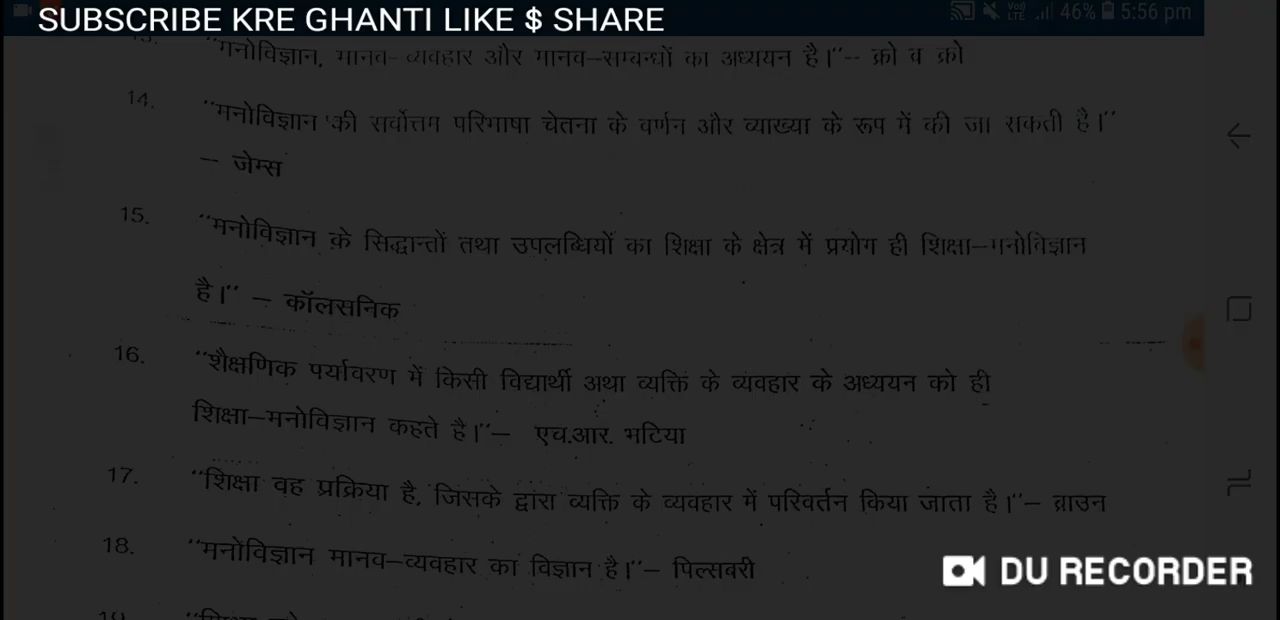 SUBSCRIBE KRE GHANTI LIKE $ SHARE
46% 5:56 pm
"मनोविज्ञान, मानव- व्यवहार और मानव-सम्बन्धों का अध्ययन है।"-- क्रो व क्रो
14. "मनोविज्ञान की सर्वोत्तम परिभाषा चेतना के वर्णन और व्याख्या के रूप में की जा सकती है।"
– जेम्स
15. "मनोविज्ञान के सिद्धान्तों तथा उपलब्धियों का शिक्षा के क्षेत्र में प्रयोग ही शिक्षा-मनोविज्ञान
है।" – कॉलसनिक
16. "शैक्षणिक पर्यावरण में किसी विद्यार्थी अथा व्यक्ति के व्यवहार के अध्ययन को ही
शिक्षा-मनोविज्ञान कहते है।"– एच.आर. भटिया
17. "शिक्षा वह प्रक्रिया है, जिसके द्वारा व्यक्ति के व्यवहार में परिवर्तन किया जाता है।"– ब्राउन
18. "मनोविज्ञान मानव-व्यवहार का विज्ञान है।"– पिल्सबरी
DU RECORDER